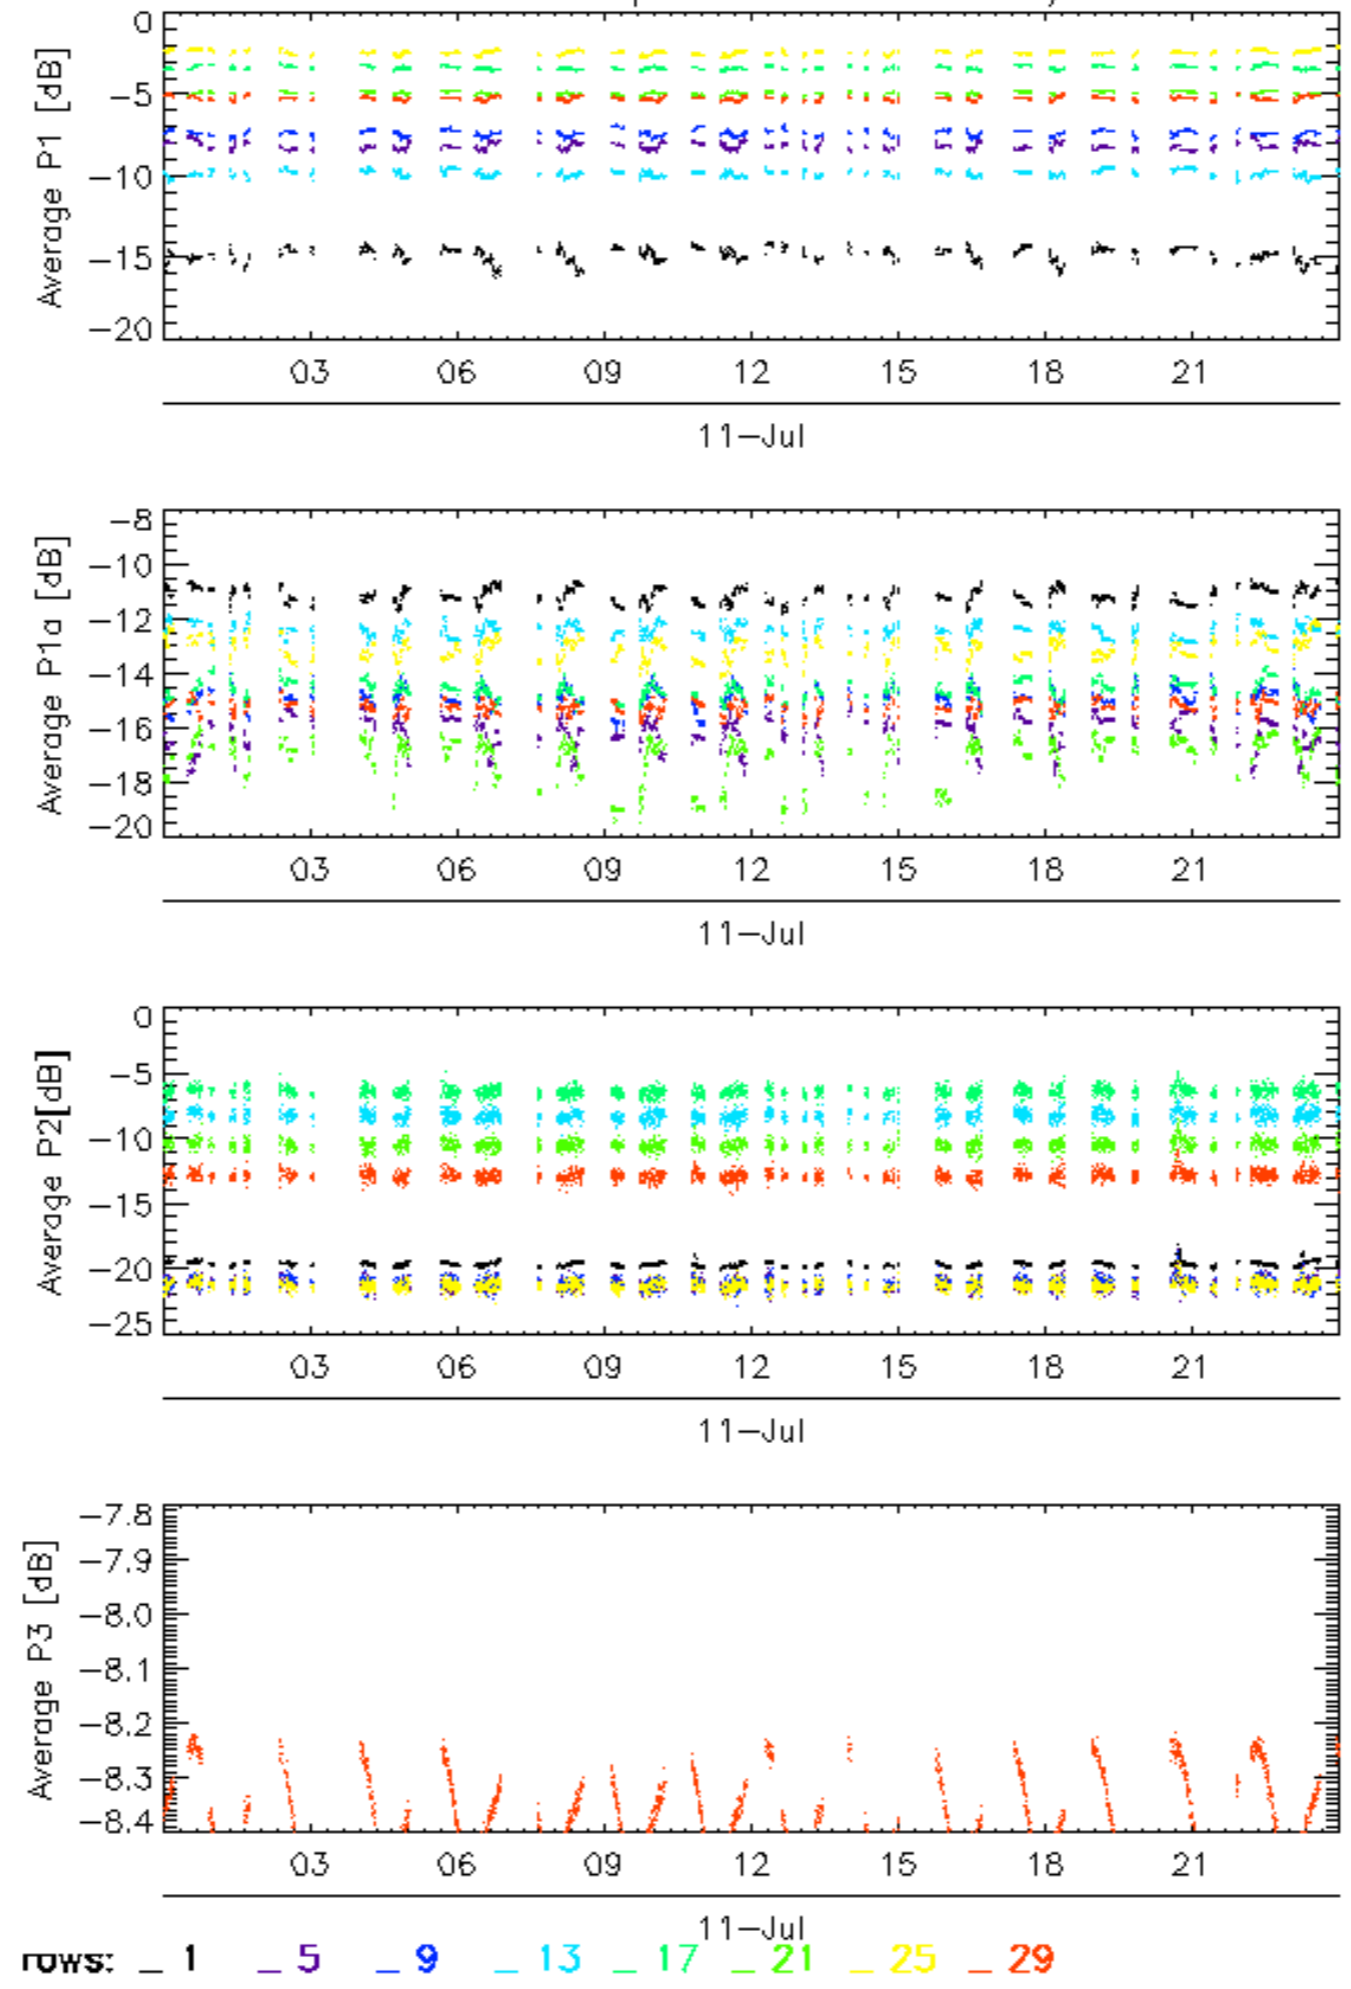 Average P1 [dB]
0
−5
−10
−15
−20
03 06 09 12 15 18 21
11−Jul
Average P1a [dB]
−8
−10
−12
−14
−16
−18
−20
03 06 09 12 15 18 21
11−Jul
Average P2[dB]
0
−5
−10
−15
−20
−25
03 06 09 12 15 18 21
11−Jul
Average P3 [dB]
−7.8
−7.9
−8.0
−8.1
−8.2
−8.3
−8.4
03 06 09 12 15 18 21
11−Jul
rows: _ 1 _ 5 _ 9 _ 13 _ 17 _ 21 _ 25 _ 29